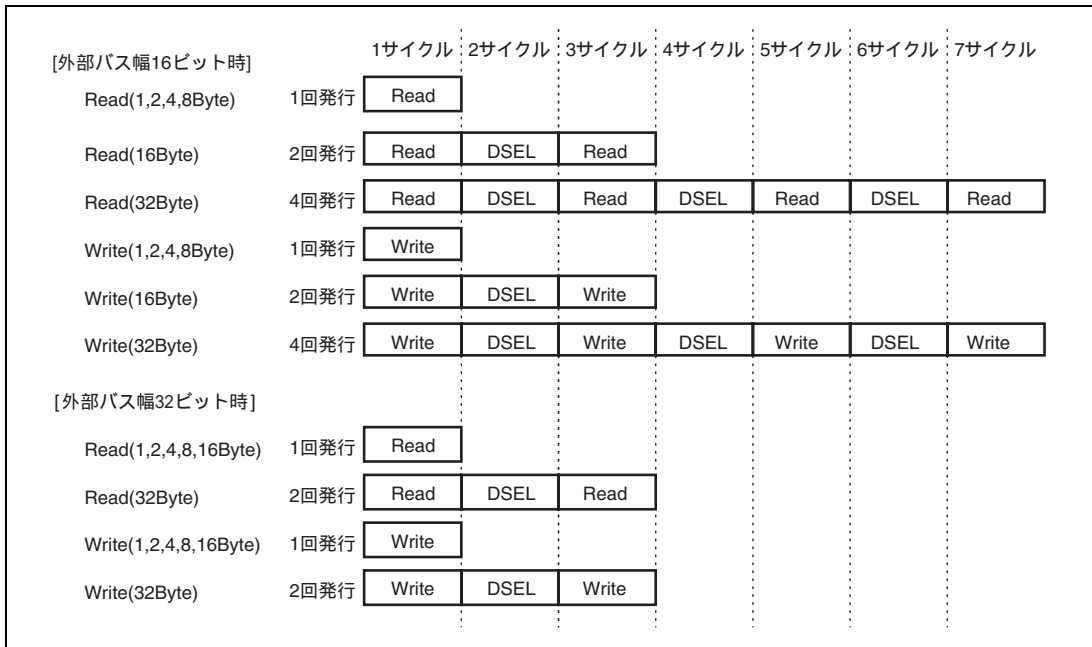 1サイクル 2サイクル 3サイクル 4サイクル 5サイクル 6サイクル 7サイクル
[外部バス幅16ビット時]
Read(1,2,4,8Byte) 1回発行 Read
Read(16Byte) 2回発行 Read DSEL Read
Read(32Byte) 4回発行 Read DSEL Read DSEL Read DSEL Read
Write(1,2,4,8Byte) 1回発行 Write
Write(16Byte) 2回発行 Write DSEL Write
Write(32Byte) 4回発行 Write DSEL Write DSEL Write DSEL Write
[外部バス幅32ビット時]
Read(1,2,4,8,16Byte) 1回発行 Read
Read(32Byte) 2回発行 Read DSEL Read
Write(1,2,4,8,16Byte) 1回発行 Write
Write(32Byte) 2回発行 Write DSEL Write